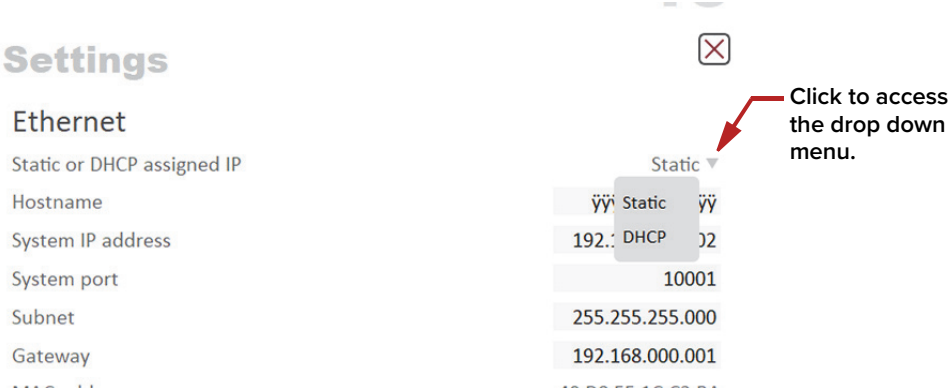 Settings
Click to access
the drop down
menu.
Ethernet
Static or DHCP assigned IP
Static
Hostname
Static
System IP address
DHCP
System port
10001
Subnet
255.255.255.000
Gateway
192.168.000.001